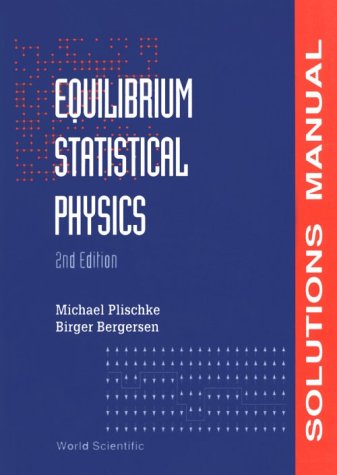 EQUILIBRIUM
STATISTICAL
PHYSICS
2nd Edition
Michael Plischke
Birger Bergersen
World Scientific
SOLUTIONS MANUAL